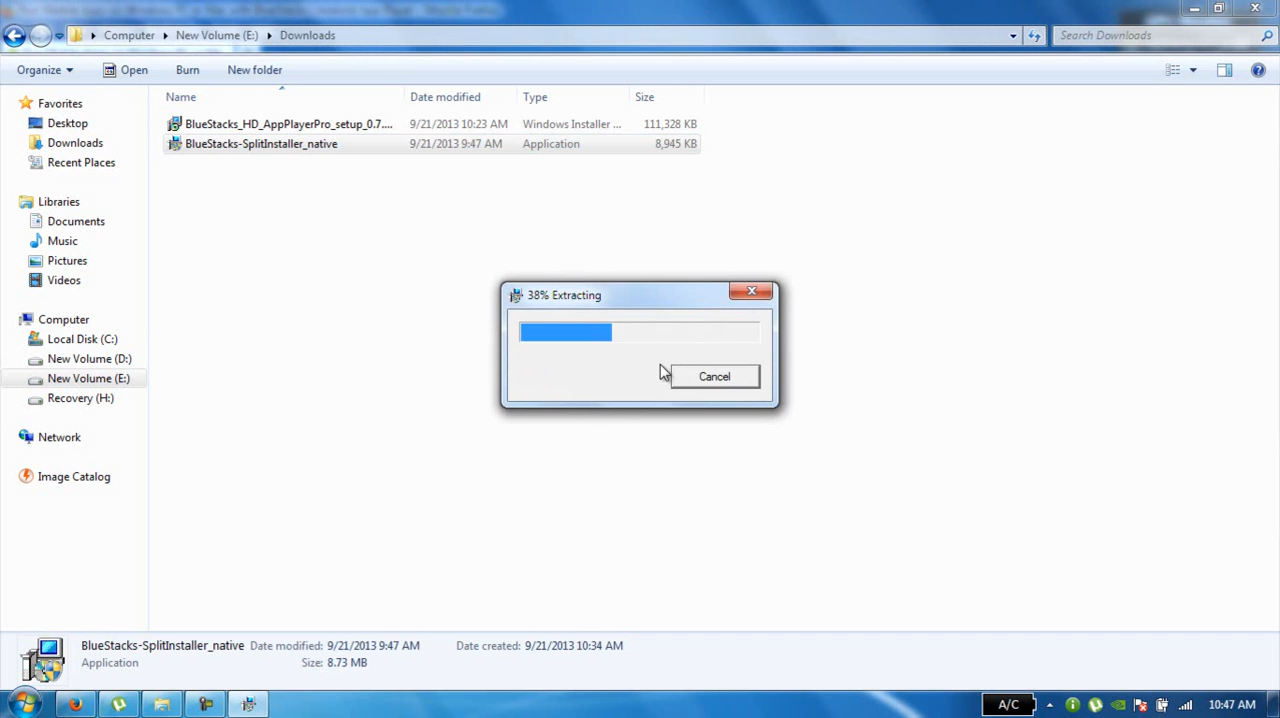 Computer New Volume (E:) Downloads Search Downloads
Organize Open Burn New folder
Name Date modified Type Size
BlueStacks_HD_AppPlayerPro_setup_0.7.... 9/21/2013 10:23 AM Windows Installer ... 111,328 KB
BlueStacks-SplitInstaller_native 9/21/2013 9:47 AM Application 8,945 KB
Favorites
Desktop
Downloads
Recent Places
Libraries
Documents
Music
Pictures
Videos
Computer
Local Disk (C:)
New Volume (D:)
New Volume (E:)
Recovery (H:)
Network
Image Catalog
38% Extracting
Cancel
BlueStacks-SplitInstaller_native Date modified: 9/21/2013 9:47 AM Date created: 9/21/2013 10:34 AM
Application Size: 8.73 MB
A/C 10:47 AM